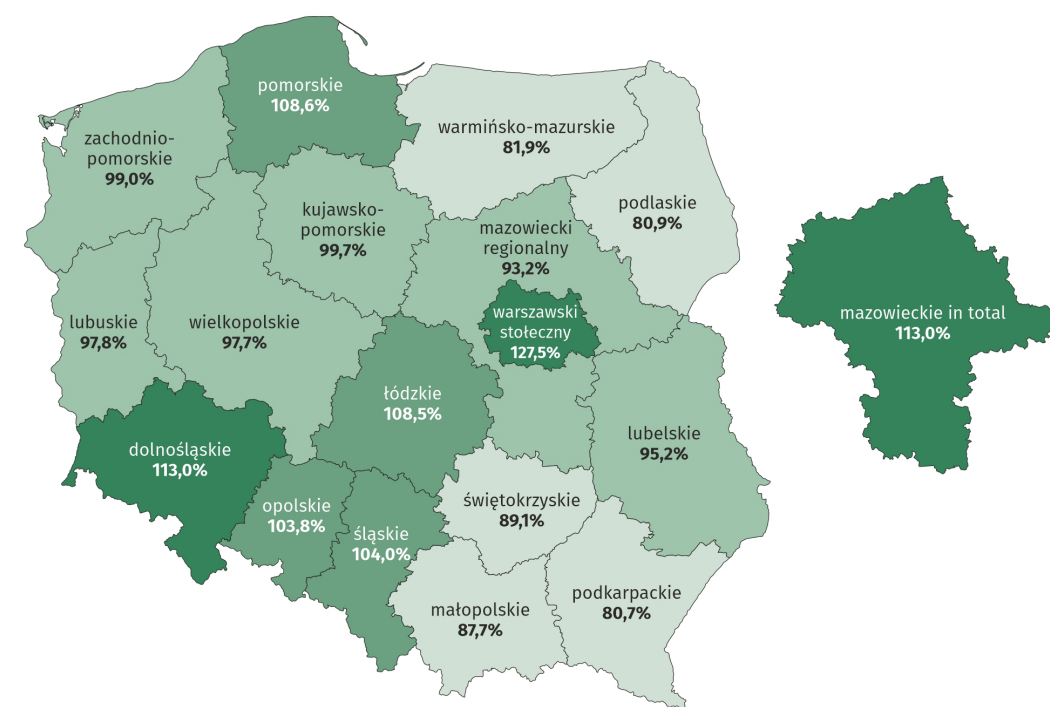 pomorskie
108,6%
warmińsko-mazurskie
81,9%
zachodnio-
pomorskie
99,0%
podlaskie
80,9%
kujawsko-
pomorskie
99,7%
mazowiecki
regionalny
93,2%
warszawski
stołeczny
127,5%
mazowieckie in total
113,0%
lubuskie
97,8%
wielkopolskie
97,7%
łódzkie
108,5%
dolnośląskie
113,0%
lubelskie
95,2%
opolskie
103,8%
śląskie
104,0%
świętokrzyskie
89,1%
małopolskie
87,7%
podkarpackie
80,7%